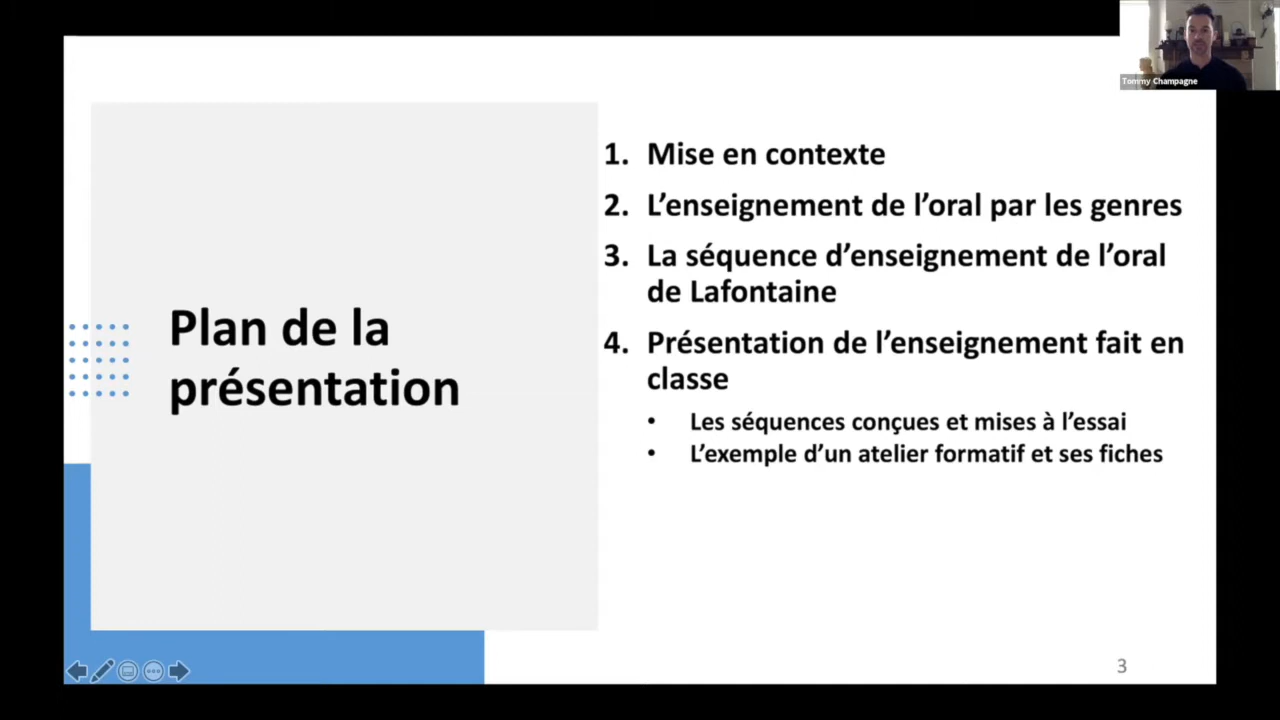 Tommy Champagne
Plan de la
présentation
1. Mise en contexte
2. L’enseignement de l’oral par les genres
3. La séquence d’enseignement de l’oral
de Lafontaine
4. Présentation de l’enseignement fait en
classe
• Les séquences conçues et mises à l’essai
• L’exemple d’un atelier formatif et ses fiches
3